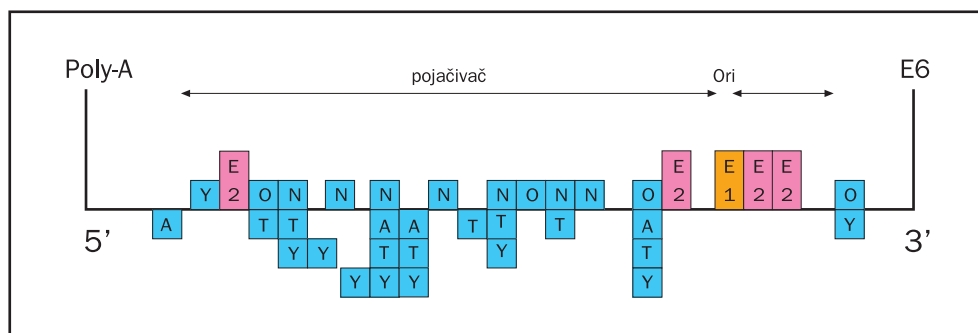 Poly-A pojačivač Ori E6
E E E E E
Y 2 O N N N N N O N N O 2 1 2 2 O
A T T A A T T T A Y
5’ Y Y T T Y T 3’
Y Y Y Y